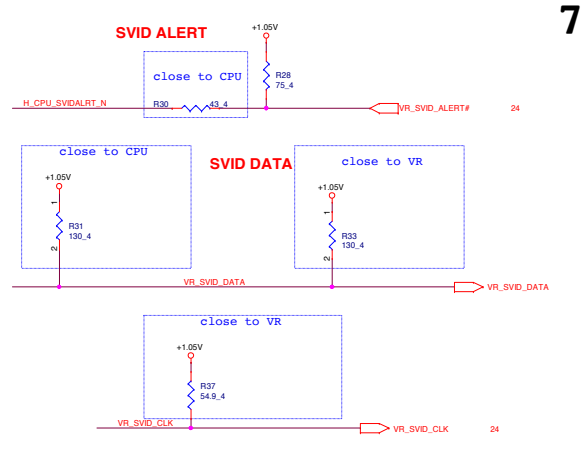 7
SVID ALERT
+1.05V
close to CPU
R28
75_4
H_CPU_SVIDALRT_N
R30
43_4
VR_SVID_ALERT#
24
close to CPU
SVID DATA
close to VR
+1.05V
+1.05V
1
1
R31
130_4
R33
130_4
2
2
VR_SVID_DATA
VR_SVID_DATA
close to VR
+1.05V
R37
54.9_4
VR_SVID_CLK
VR_SVID_CLK
24